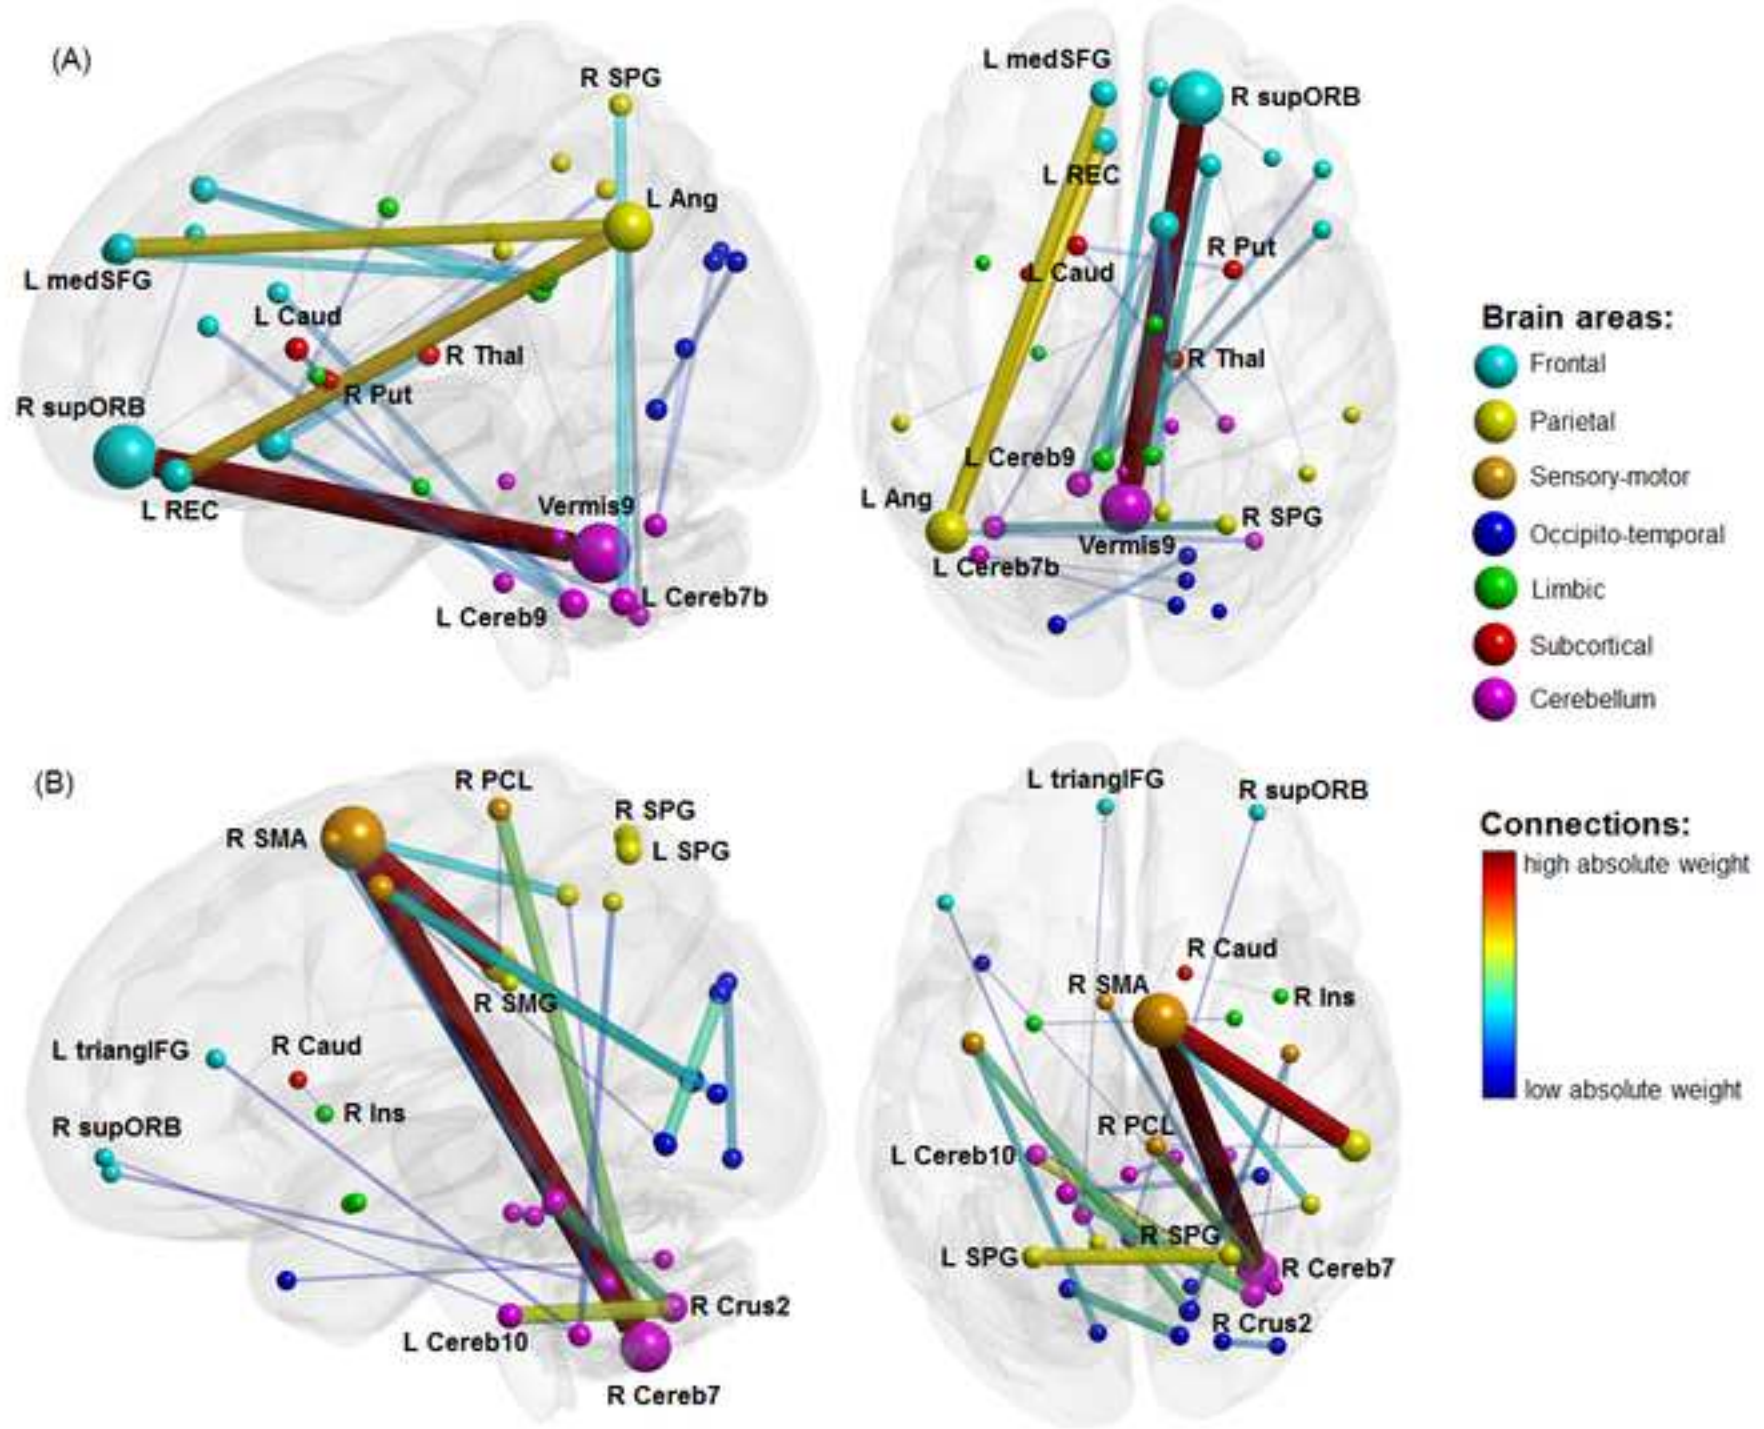 (A)
R SPG
L Ang
L medSFG
L Caud
R Thal
R Put
R supORB
L REC
Vermis9
L Cereb9
L Cereb7b
L medSFG
R supORB
L REC
R Put
L Caud
R Thal
L Cereb9
L Ang
R SPG
Vermis9
L Cereb7b
Brain areas:
Frontal
Parietal
Sensory-motor
Occipito-temporal
Limbic
Subcortical
Cerebellum
(B)
R PCL
R SPG
R SMA
L SPG
R SMG
L triangIFG
R Caud
R Ins
R supORB
R Crus2
L Cereb10
R Cereb7
L triangIFG
R supORB
R Caud
R SMA
R Ins
R PCL
L Cereb10
R SPG
L SPG
R Cereb7
R Crus2
Connections:
high absolute weight
low absolute weight